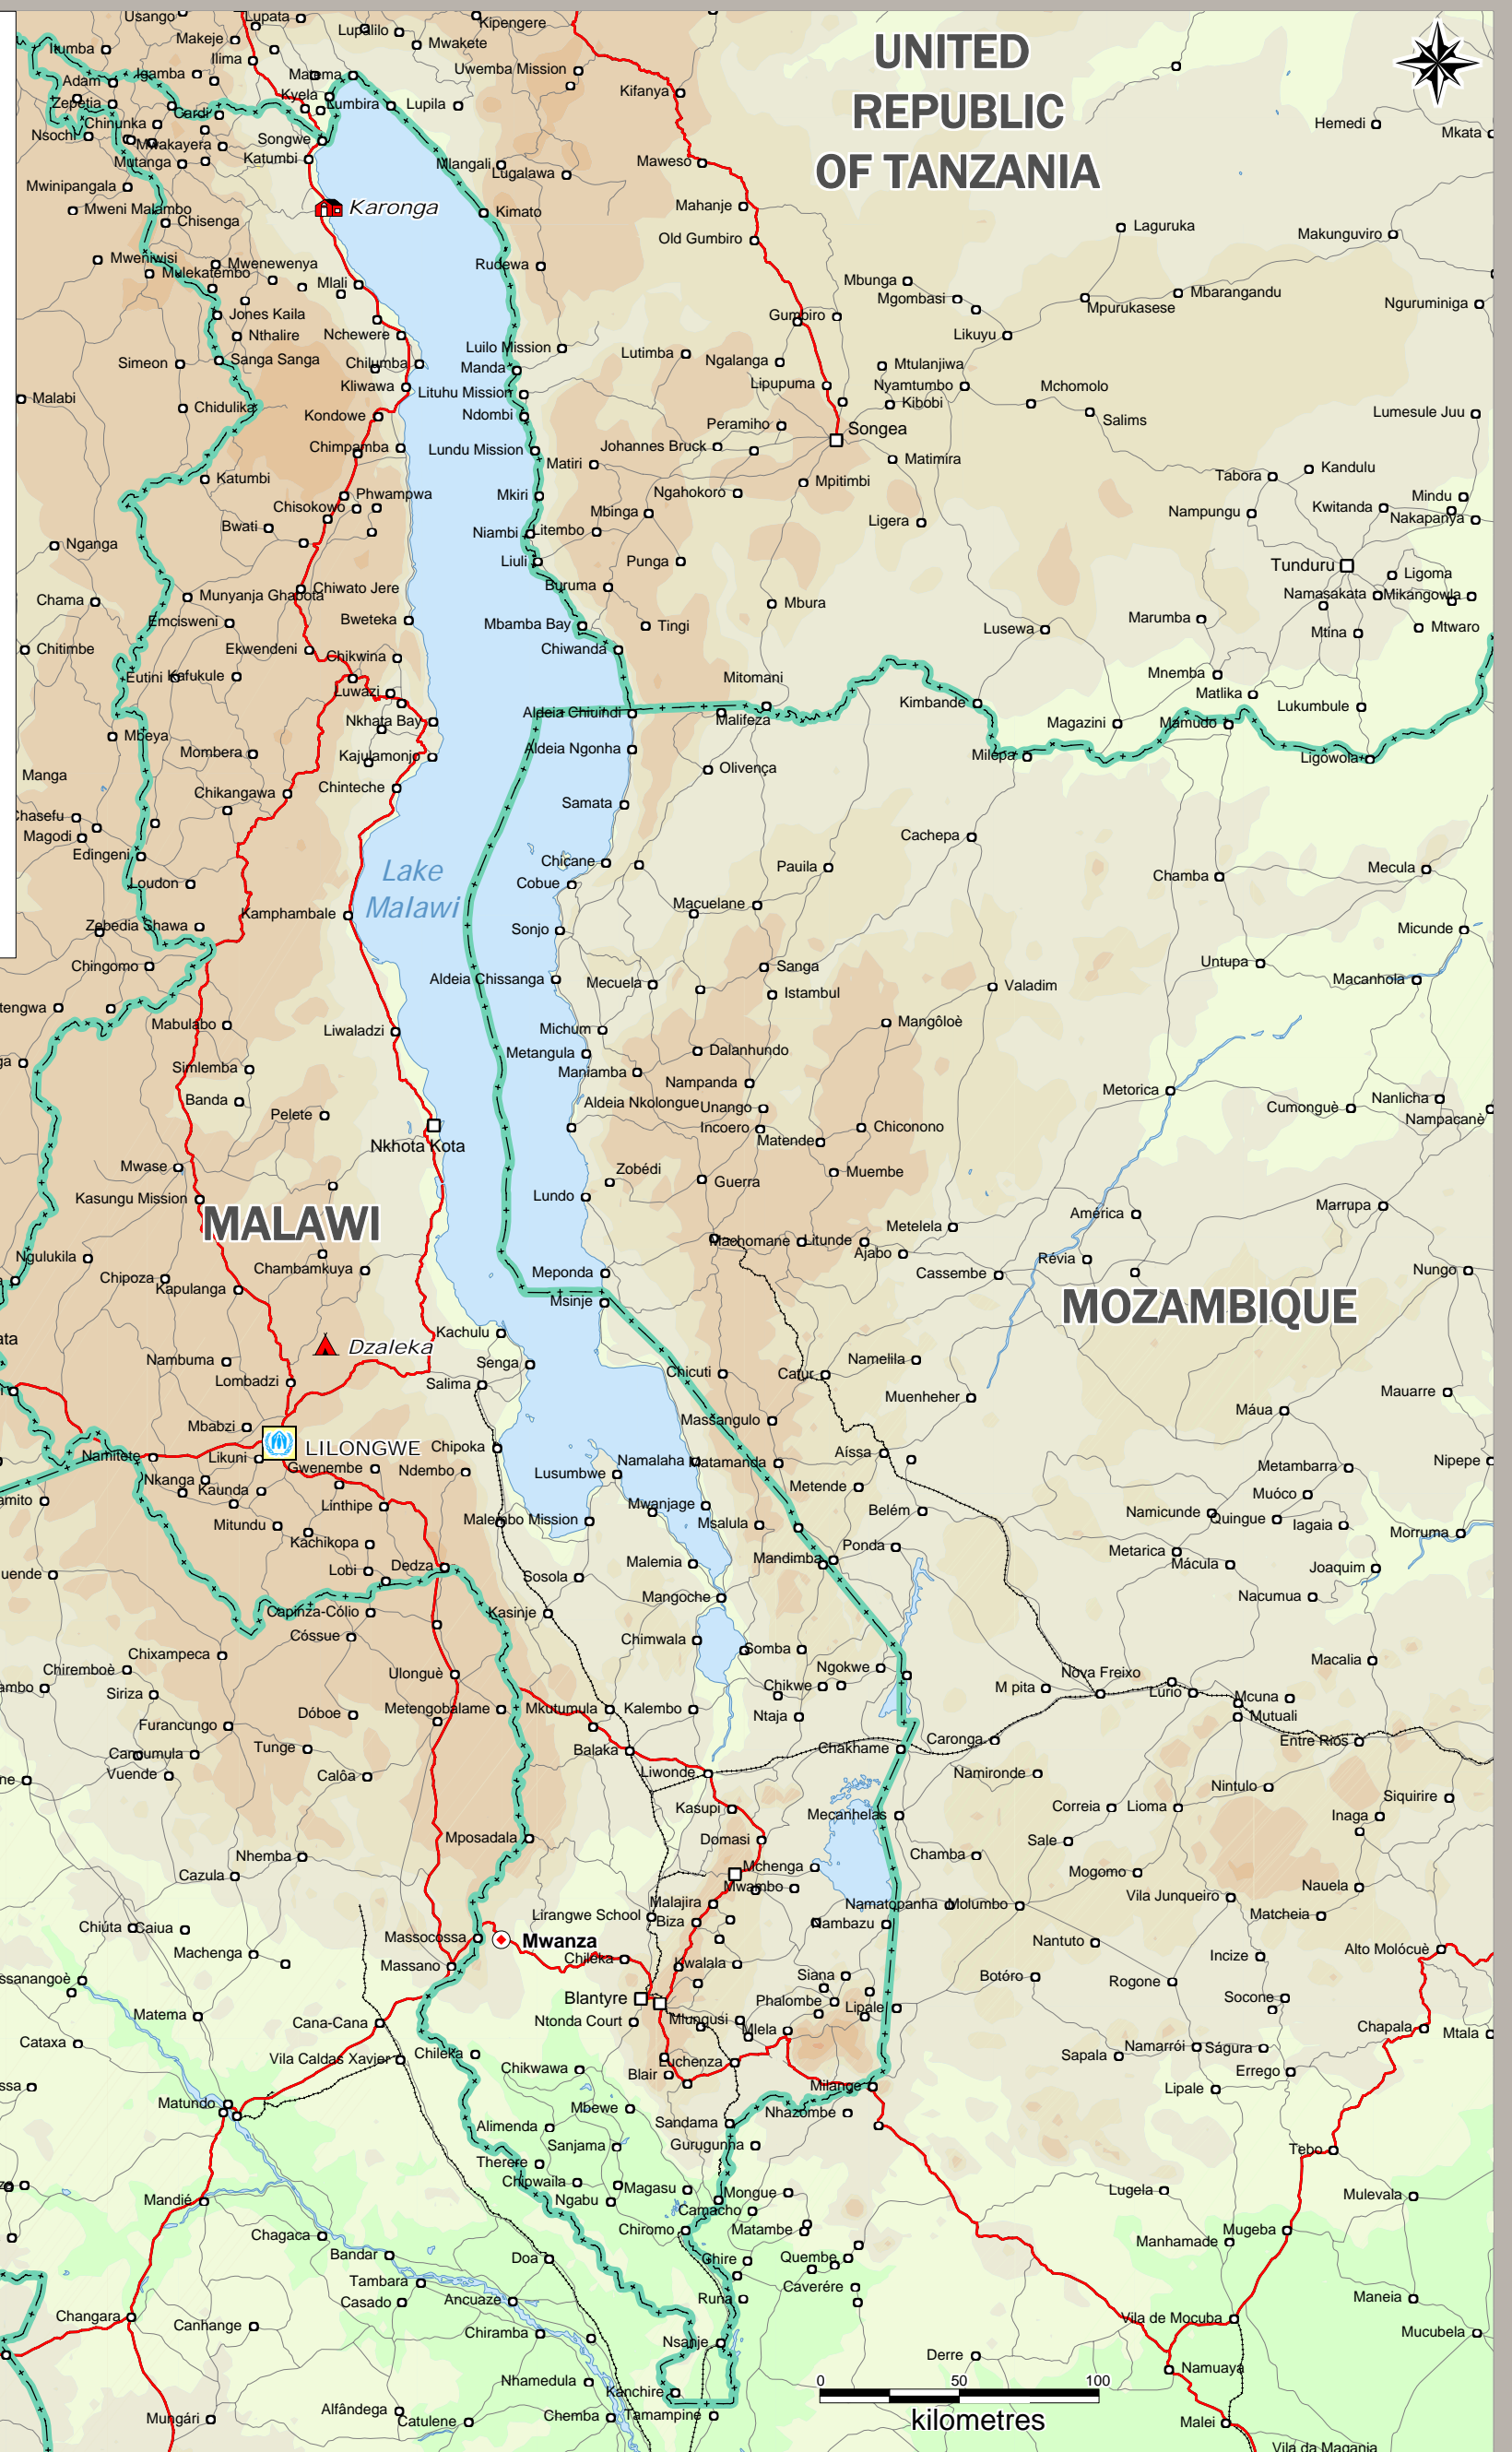 Usango
Lupata
Kipengere
Lupalilo
Makeje
Mwakete
UNITED
REPUBLIC
OF TANZANIA
Itumba
Ilima
Igamba
Matema
Uwemba Mission
Adam
Kyela
Kifanya
Zepetia
Lumbira
Lupila
Cardi
Chinunka
Hemedi
Mkata
Nsochi
Songwe
Mwakayera
Katumbi
Mutanga
Mlangali
Maweso
Lugalawa
Mwinipangala
Mweni Malambo
Karonga
Kimato
Mahanje
Chisenga
Laguruka
Makunguviro
Old Gumbiro
Mweniwisi
Mwenewenya
Rudewa
Mulekatembo
Mlali
Mbunga
Mgombasi
Mbarangandu
Mpurukasese
Nguruminiga
Jones Kaila
Gumbiro
Nthalire
Nchewere
Likuyu
Luilo Mission
Lutimba
Simeon
Sanga Sanga
Chilumba
Manda
Ngalanga
Mtulanjiwa
Kliwawa
Lituhu Mission
Lipupuma
Nyamtumbo
Mchomolo
Malabi
Chidulika
Kondowe
Ndombi
Kibobi
Salims
Lumesule Juu
Peramiho
Songea
Chimpamba
Lundu Mission
Johannes Bruck
Matiri
Matimira
Kandulu
Katumbi
Tabora
Mpitimbi
Phwampwa
Mkiri
Ngahokoro
Mindu
Chisokowo
Mbinga
Nampungu
Kwitanda
Nakapanya
Bwati
Niambi
Litembo
Ligera
Nganga
Liuli
Punga
Tunduru
Ligoma
Chiwato Jere
Buruma
Chama
Munyanja Ghabota
Mbura
Namasakata
Mikangowla
Emcisweni
Bweteka
Mbamba Bay
Tingi
Lusewa
Marumba
Mtina
Mtwaro
Chitimbe
Ekwendeni
Chikwina
Chiwanda
Eutini
Kafukule
Mitomani
Mnemba
Luwazi
Matlika
Kimbande
Lukumbule
Nkhata Bay
Aldeia Chiundi
Malifeza
Magazini
Mamudo
Mbeya
Mombera
Kajulamonjo
Aldeia Ngonha
Milepa
Ligowola
Manga
Olivença
Chikangawa
Chinteche
Samata
Chasefu
Magodi
Cachepa
Edingeni
Chicane
Pauila
Lake
Malawi
Loudon
Cobue
Chamba
Mecula
Kamphambale
Macuelane
Zebedia Shawa
Sonjo
Micunde
Chingomo
Sanga
Untupa
Aldeia Chissanga
Mecuela
Istambul
Valadim
Macanhola
tengwa
Mabulabo
Liwaladzi
Michum
Mangôloè
Metangula
Dalanhundo
ga
Simlemba
Maniamba
Nampanda
Metorica
Banda
Aldeia Nkolongue
Unango
Cumonguè
Nanlicha
Pelete
Incoero
Chiconono
Nampacanè
Nkhota Kota
Matende
Mwase
Zobédi
Muembe
Guerra
Kasungu Mission
Lundo
MALAWI
Metelela
América
Marrupa
Machomane
Litunde
Ngulukila
Ajabo
Révia
Chipoza
Chambamkuya
Meponda
Cassembe
Nungo
Kapulanga
Msinje
MOZAMBIQUE
ata
Kachulu
Dzaleka
Nambuma
Senga
Namelila
Lombadzi
Salima
Chicuti
Catur
Muenheher
Mauarre
Massangulo
Máua
Mbabzi
LILONGWE
Chipoka
Aíssa
Namitete
Likuni
Gwenembe
Ndembo
Namalaha
Matamanda
Metambarra
Nipepe
Nkanga
Kaunda
Lusumbwe
Metende
Muóco
amito
Linthipe
Mwanjage
Belém
Namicunde
Quingue
Iagaia
Mitundu
Malembo Mission
Msalula
Morruma
Kachikopa
Ponda
Metarica
Lobi
Dedza
Malemia
Mandimba
Mácula
Joaquim
uende
Sosola
Mangoche
Nacumua
Capinza-Cólio
Kasinje
Cóssue
Chimwala
Somba
Chixampeca
Macalia
Chiremboè
Ulonguè
Ngokwe
Nova Freixo
ambo
Siriza
Chikwe
M pita
Lúrio
Mcuna
Dóboe
Metengobalame
Mkutumula
Kalembo
Ntaja
Mutuali
Furancungo
Caronga
Entre Rios
Tunge
Balaka
Chakhame
Vuende
Calôa
Liwonde
Namironde
Nintulo
ne
Kasupi
Mecanhelas
Correia
Lioma
Siquirire
Inaga
Mposadala
Domasi
Sale
Nhemba
Chamba
Cazula
Mchenga
Mogomo
Mwambo
Nauela
Vila Junqueiro
Malajira
Namatopanha
Molumbo
Lirangwe School
Biza
Nambazu
Matcheia
Chiúta
Caiua
Massocossa
Mwanza
Nantuto
Alto Molócuè
Machenga
Chileka
Incize
Massano
Kwalala
ssanangoè
Siana
Botóro
Rogone
Blantyre
Phalombe
Lipale
Socone
Matema
Cana-Cana
Ntonda Court
Mlungusi
Mlela
Chapala
Mtala
Cataxa
Chileka
Sapala
Namarrói
Ságura
Vila Caldas Xavier
Luchenza
Chikwawa
Blair
Errego
ssa
Milange
Lipale
Matundo
Mbewe
Nhazombe
Alimenda
Sandama
Sanjama
Gurugunha
Tebo
Therere
Chipwaila
Magasu
Lugela
Mandié
Ngabu
Mongue
Mulevala
Camacho
Chiromo
Matambe
Mugeba
Chagaca
Manhamade
Bandar
Doa
Chire
Quembe
Tambara
Caverére
Casado
Ancuaze
Runa
Maneia
Changara
Canhange
Chiramba
Vila de Mocuba
Nsanje
Mucubela
Derre
Namuaya
Nhamedula
0 50 100
Kanchire
Alfândega
Chemba
Tamampine
kilometres
Mungári
Catulene
Malei
Vila da Magania